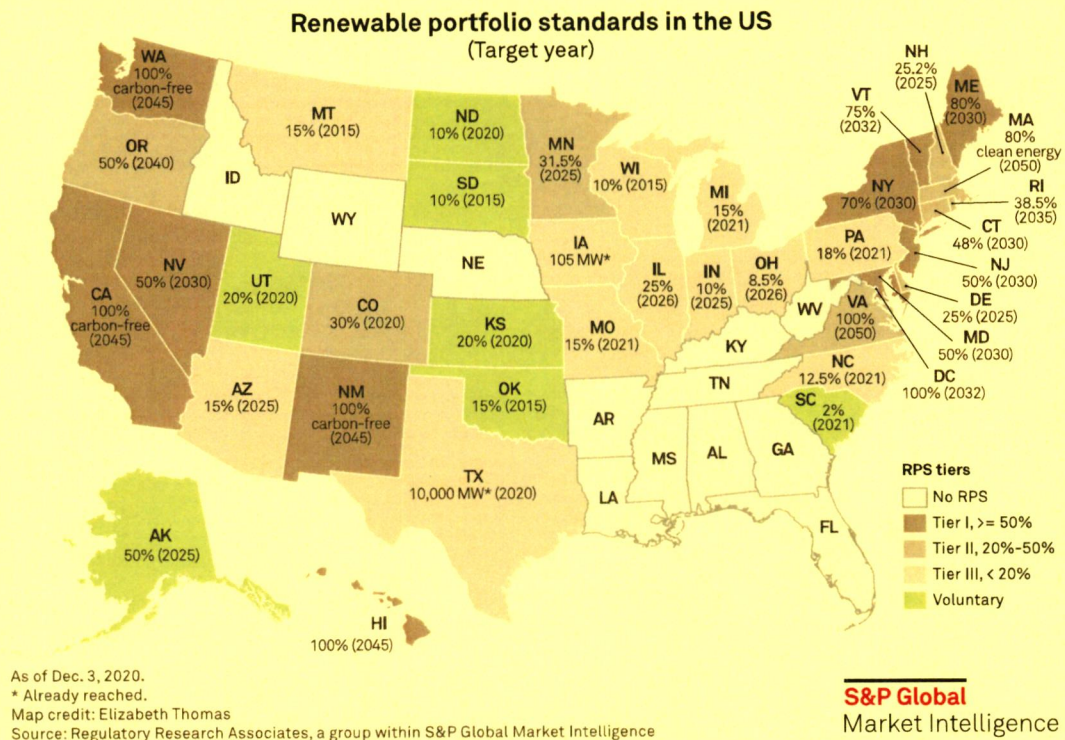 Renewable portfolio standards in the US
(Target year)
WA
100%
carbon-free
(2045)
OR
50% (2040)
CA
100%
carbon-free
(2045)
NV
50% (2030)
ID
MT
15% (2015)
WY
UT
20% (2020)
AZ
15% (2025)
CO
30% (2020)
NM
100%
carbon-free
(2045)
ND
10% (2020)
SD
10% (2015)
NE
KS
20% (2020)
OK
15% (2015)
TX
10,000 MW* (2020)
MN
31.5%
(2025)
IA
105 MW*
MO
15% (2021)
AR
LA
WI
10% (2015)
IL
25%
(2026)
MI
15%
(2021)
IN
10%
(2025)
OH
8.5%
(2026)
KY
TN
MS
AL
GA
FL
SC 2%
(2021)
NC
12.5% (2021)
VA
100%
(2050)
WV
PA
18% (2021)
NY
70% (2030)
VT
75%
(2032)
NH
25.2%
(2025)
ME
80%
(2030)
MA
80%
clean energy
(2050)
RI
38.5%
(2035)
CT
48% (2030)
NJ
50% (2030)
DE
25% (2025)
MD
50% (2030)
DC
100% (2032)
AK
50% (2025)
HI
100% (2045)
RPS tiers
No RPS
Tier I, >= 50%
Tier II, 20%-50%
Tier III, < 20%
Voluntary
As of Dec. 3, 2020.
* Already reached.
Map credit: Elizabeth Thomas
Source: Regulatory Research Associates, a group within S&P Global Market Intelligence
S&P Global
Market Intelligence